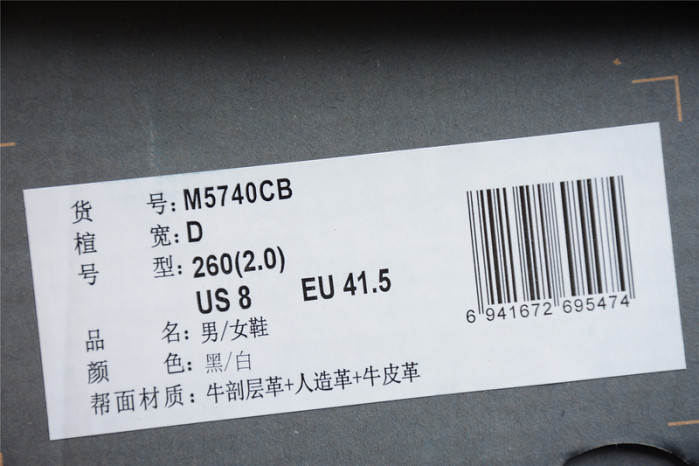 货号: M5740CB
楦宽: D
号型: 260(2.0)
US 8 EU 41.5
品名: 男/女鞋
颜色: 黑/白
帮面材质: 牛剖层革+人造革+牛皮革
6 941672 695474